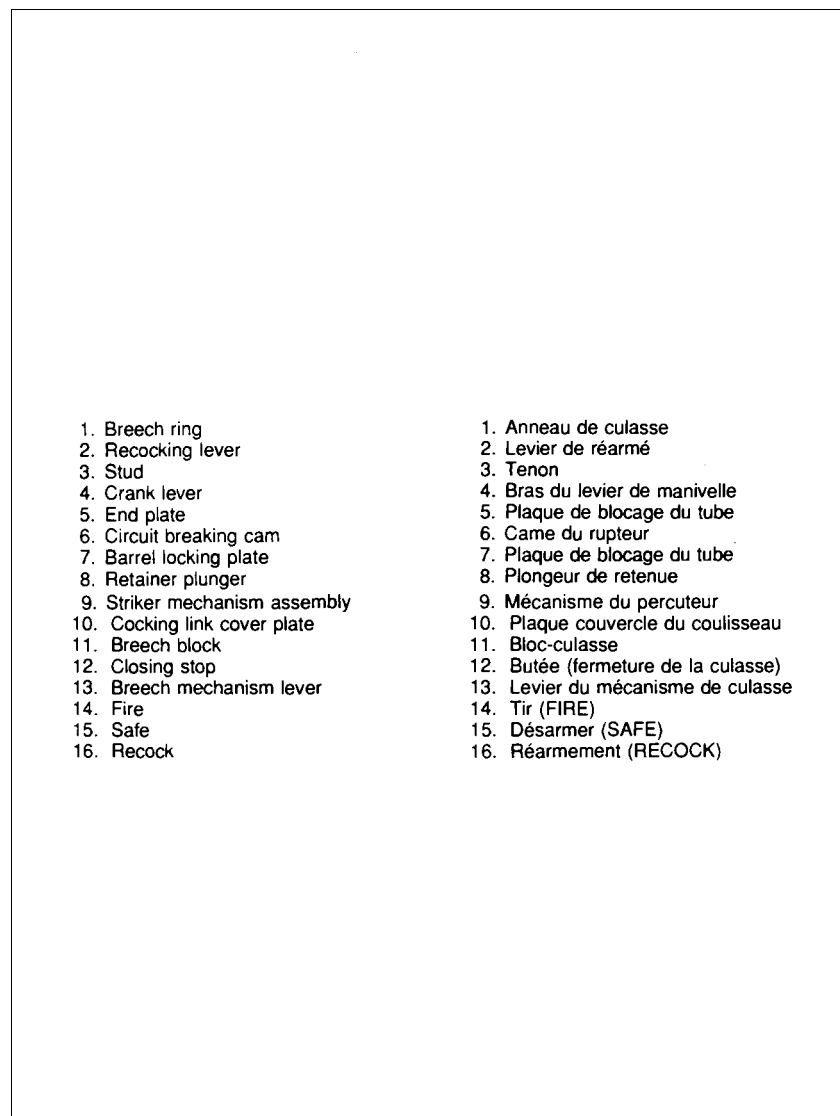 1. Breech ring
2. Recocking lever
3. Stud
4. Crank lever
5. End plate
6. Circuit breaking cam
7. Barrel locking plate
8. Retainer plunger
9. Striker mechanism assembly
10. Cocking link cover plate
11. Breech block
12. Closing stop
13. Breech mechanism lever
14. Fire
15. Safe
16. Recock
1. Anneau de culasse
2. Levier de réarmé
3. Tenon
4. Bras du levier de manivelle
5. Plaque de blocage du tube
6. Came du rupteur
7. Plaque de blocage du tube
8. Plongeur de retenue
9. Mécanisme du percuteur
10. Plaque couvercle du coulisseau
11. Bloc-culasse
12. Butée (fermeture de la culasse)
13. Levier du mécanisme de culasse
14. Tir (FIRE)
15. Désarmer (SAFE)
16. Réarmement (RECOCK)